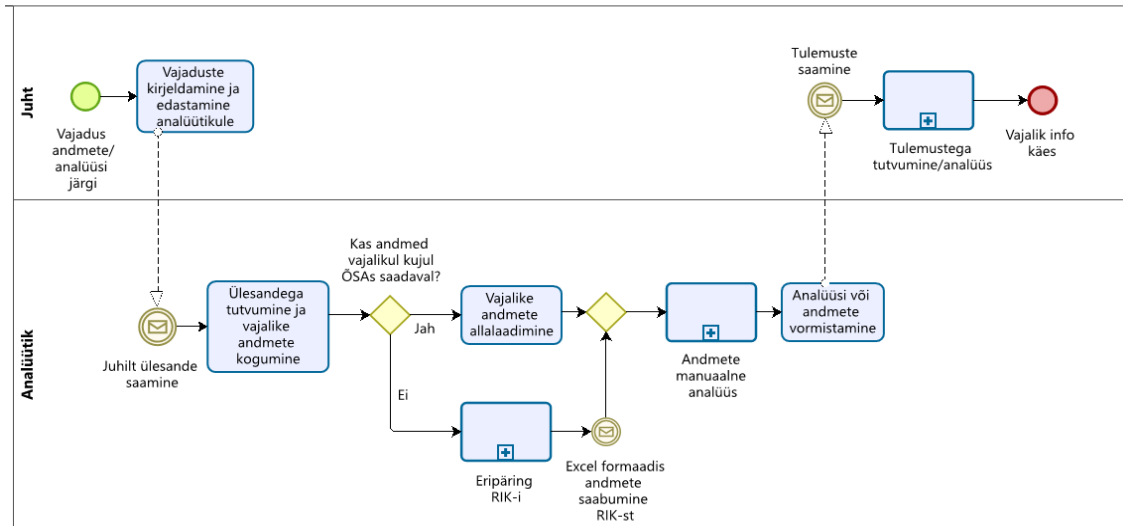 Juht
Vajadus
andmete/
analüüsi
järgi
Vajaduste
kirjeldamine ja
edastamine
analüütikule
Tulemuste
saamine
Tulemustega
tutvumine/analüüs
Vajalik info
käes
Analüütik
Juhilt ülesande
saamine
Ülesandega
tutvumine ja
vajalike
andmete
kogumine
Kas andmed
vajalikul kujul
ÕSAs saadaval?
Jah
Ei
Vajalike
andmete
allalaadimine
Eripäring
RIK-i
Excel formaadis
andmete
saabumine
RIK-st
Andmete
manuaalne
analüüs
Analüüsi või
andmete
vormistamine